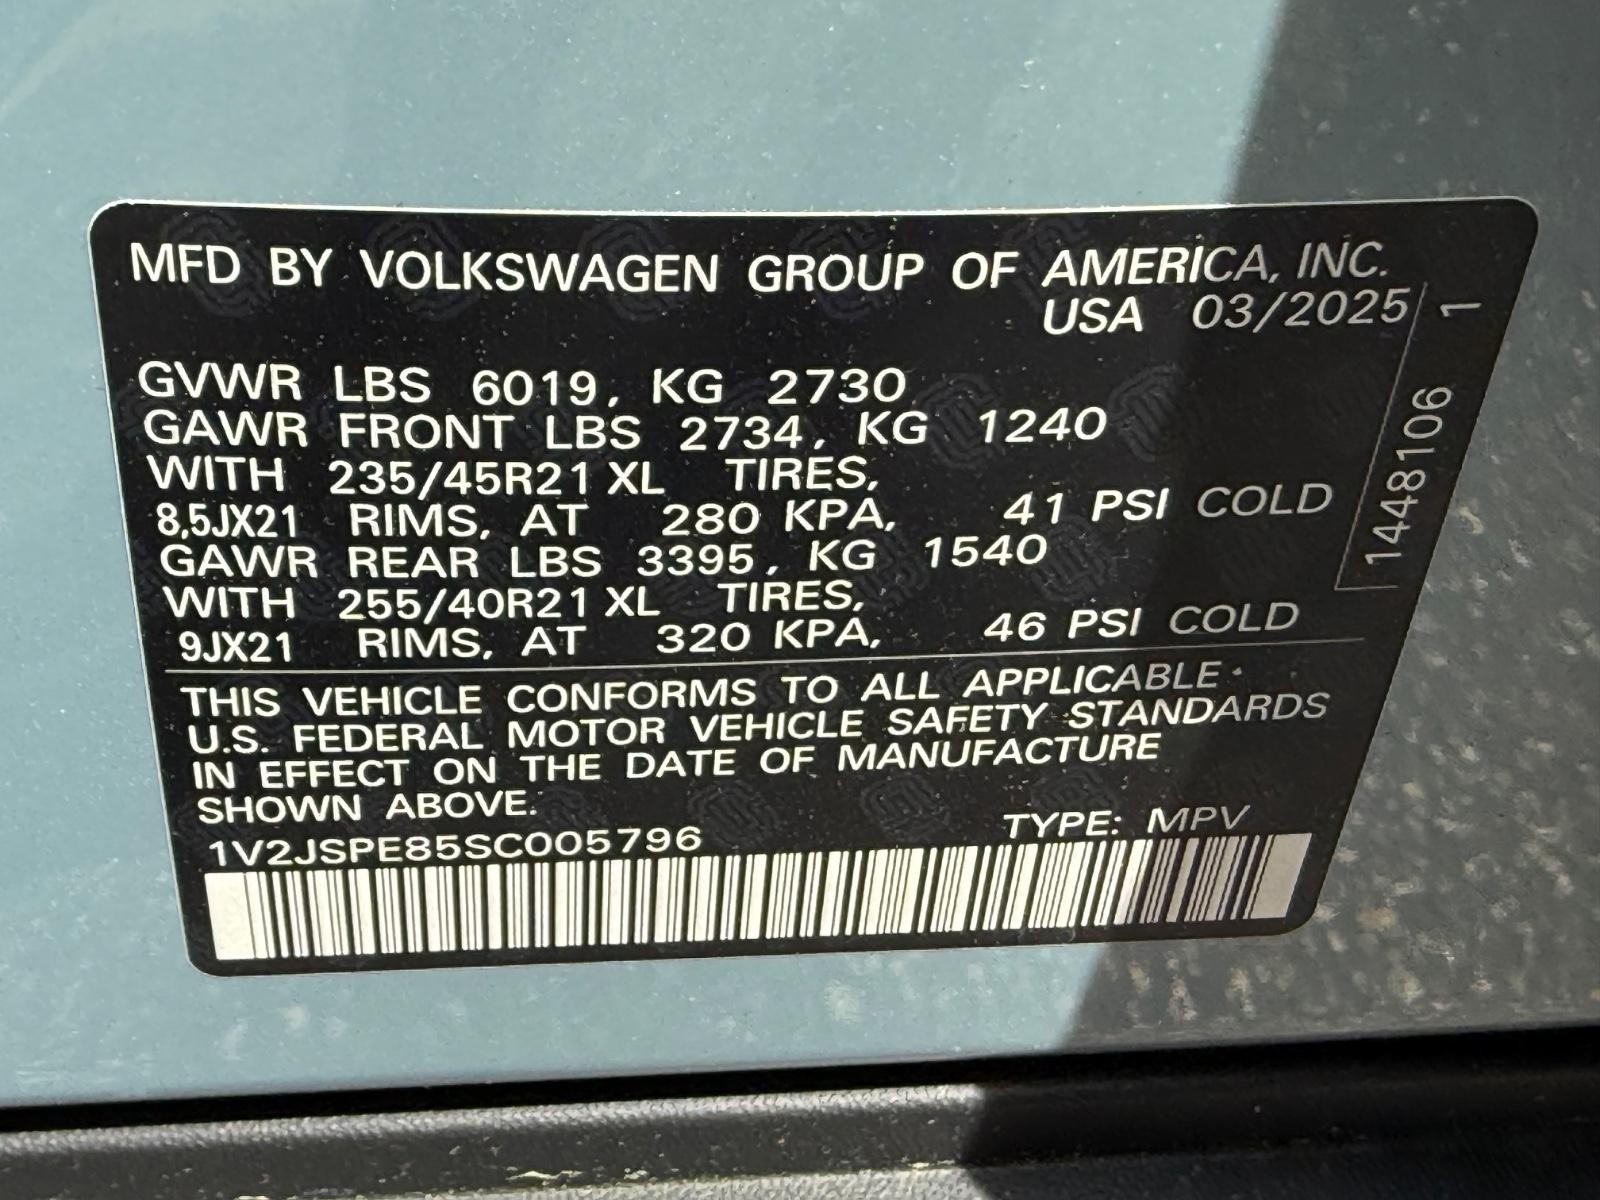 MFD BY VOLKSWAGEN GROUP OF AMERICA, INC.
USA 03/2025
GVWR LBS 6019, KG 2730
GAWR FRONT LBS 2734, KG 1240
WITH 235/45R21 XL TIRES,
8,5JX21 RIMS, AT 280 KPA, 41 PSI COLD
GAWR REAR LBS 3395, KG 1540
WITH 255/40R21 XL TIRES,
9JX21 RIMS, AT 320 KPA, 46 PSI COLD
1448106 1
THIS VEHICLE CONFORMS TO ALL APPLICABLE
U.S. FEDERAL MOTOR VEHICLE SAFETY STANDARDS
IN EFFECT ON THE DATE OF MANUFACTURE
SHOWN ABOVE.
1V2JSPE85SC005796 TYPE: MPV